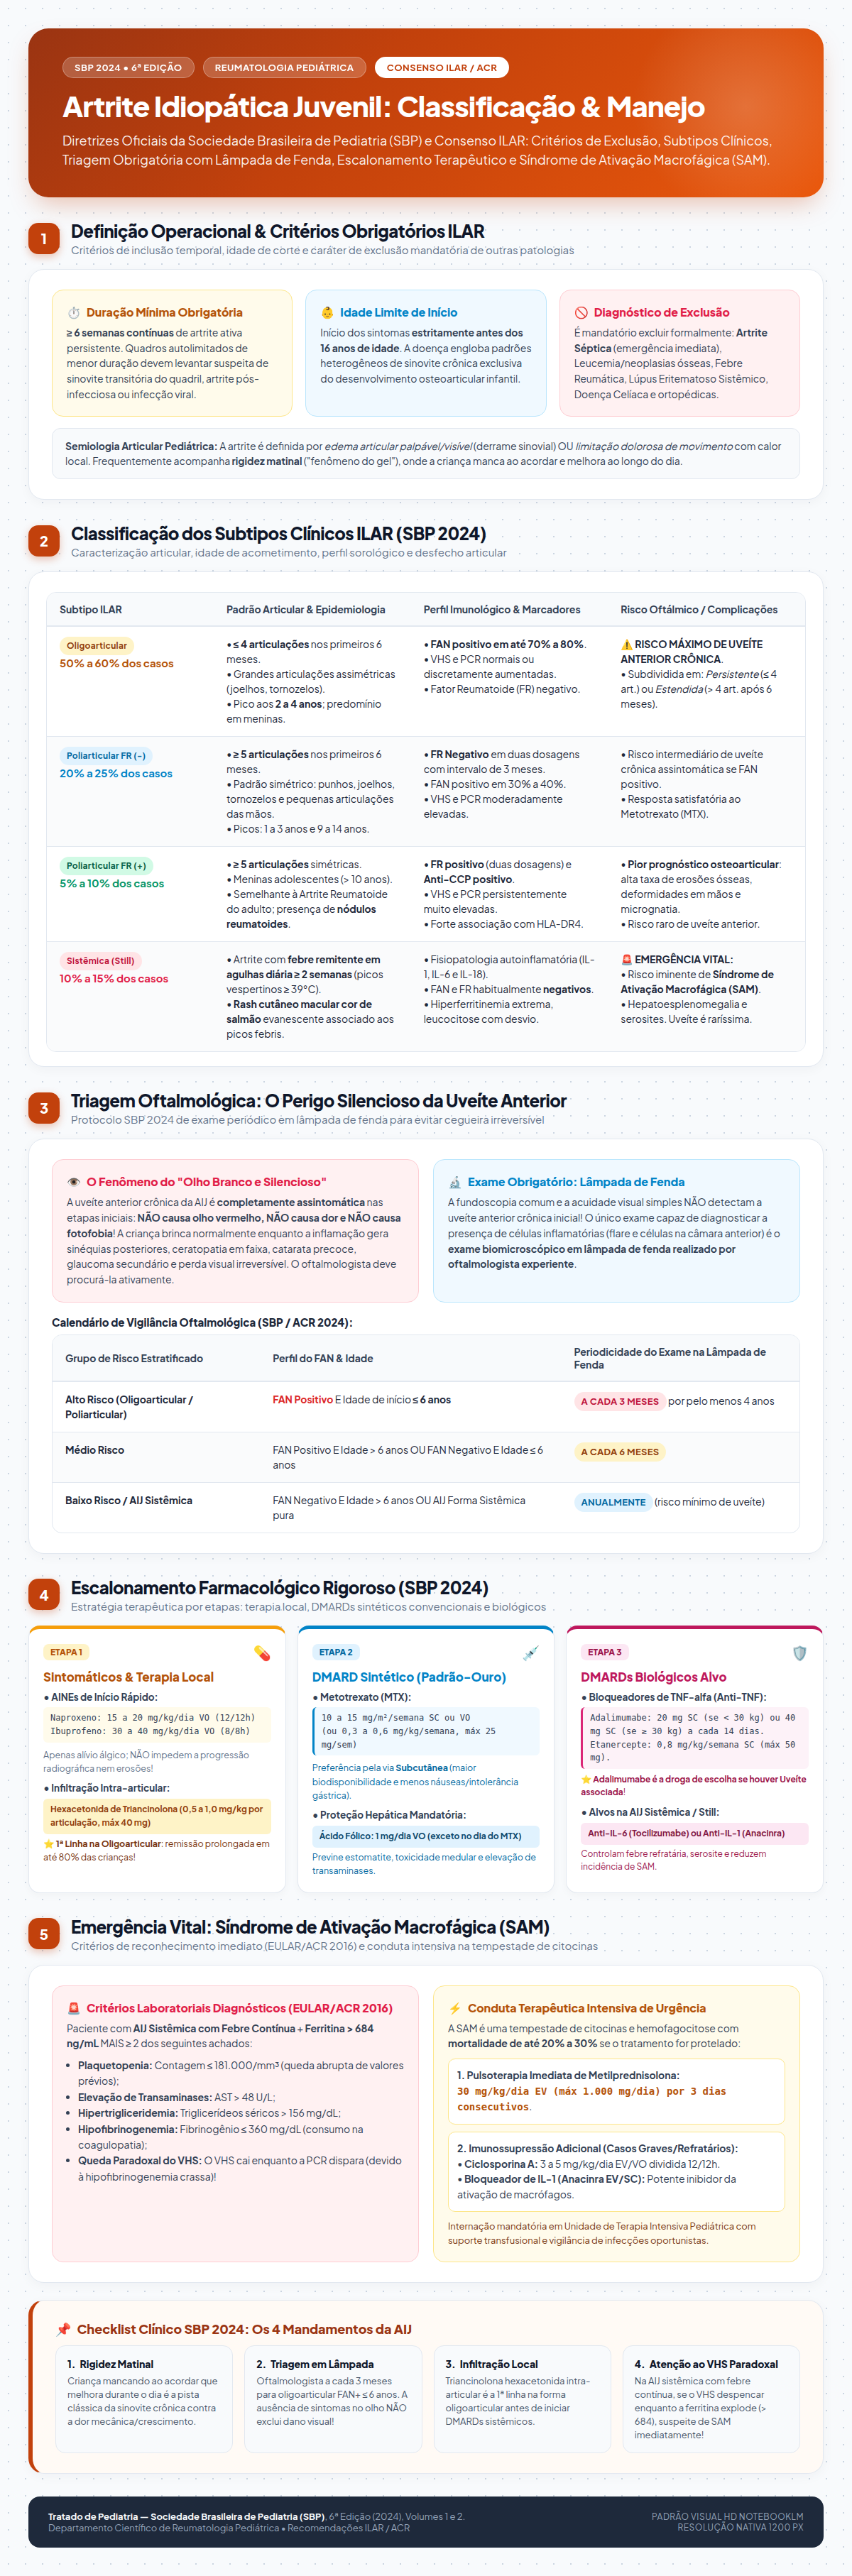 SBP 2024 • 6ª EDIÇÃO
REUMATOLOGIA PEDIÁTRICA
CONSENSO ILAR / ACR
Artrite Idiopática Juvenil: Classificação & Manejo
Diretrizes Oficiais da Sociedade Brasileira de Pediatria (SBP) e Consenso ILAR: Critérios de Exclusão, Subtipos Clínicos,
Triagem Obrigatória com Lâmpada de Fenda, Escalonamento Terapêutico e Síndrome de Ativação Macrofágica (SAM).
1
Definição Operacional & Critérios Obrigatórios ILAR
Critérios de inclusão temporal, idade de corte e caráter de exclusão mandatória de outras patologias
⏱️ Duração Mínima Obrigatória
≥ 6 semanas contínuas de artrite ativa
persistente. Quadros autolimitados de
menor duração devem levantar suspeita de
sinovite transitória do quadril, artrite pós-
infecciosa ou infecção viral.
👶 Idade Limite de Início
Início dos sintomas estritamente antes dos
16 anos de idade. A doença engloba padrões
heterogêneos de sinovite crônica exclusiva
do desenvolvimento osteoarticular infantil.
🚫 Diagnóstico de Exclusão
É mandatório excluir formalmente: Artrite
Séptica (emergência imediata),
Leucemia/neoplasias ósseas, Febre
Reumática, Lúpus Eritematoso Sistêmico,
Doença Celíaca e ortopédicas.
Semiologia Articular Pediátrica: A artrite é definida por edema articular palpável/visível (derrame sinovial) OU limitação dolorosa de movimento com calor
local. Frequentemente acompanha rigidez matinal ("fenômeno do gel"), onde a criança manca ao acordar e melhora ao longo do dia.
2
Classificação dos Subtipos Clínicos ILAR (SBP 2024)
Caracterização articular, idade de acometimento, perfil sorológico e desfecho articular
Subtipo ILAR
Padrão Articular & Epidemiologia
Perfil Imunológico & Marcadores
Risco Oftálmico / Complicações
Oligoarticular
50% a 60% dos casos
• ≤ 4 articulações nos primeiros 6
meses.
• Grandes articulações assimétricas
(joelhos, tornozelos).
• Pico aos 2 a 4 anos; predomínio
em meninas.
• FAN positivo em até 70% a 80%.
• VHS e PCR normais ou
discretamente aumentadas.
• Fator Reumatoide (FR) negativo.
⚠️ RISCO MÁXIMO DE UVEÍTE
ANTERIOR CRÔNICA.
• Subdividida em: Persistente (≤ 4
art.) ou Estendida (> 4 art. após 6
meses).
Poliarticular FR (-)
20% a 25% dos casos
• ≥ 5 articulações nos primeiros 6
meses.
• Padrão simétrico: punhos, joelhos,
tornozelos e pequenas articulações
das mãos.
• Picos: 1 a 3 anos e 9 a 14 anos.
• FR Negativo em duas dosagens
com intervalo de 3 meses.
• FAN positivo em 30% a 40%.
• VHS e PCR moderadamente
elevadas.
• Risco intermediário de uveíte
crônica assintomática se FAN
positivo.
• Resposta satisfatória ao
Metotrexato (MTX).
Poliarticular FR (+)
5% a 10% dos casos
• ≥ 5 articulações simétricas.
• Meninas adolescentes (> 10 anos).
• Semelhante à Artrite Reumatoide
do adulto; presença de nódulos
reumatoides.
• FR positivo (duas dosagens) e
Anti-CCP positivo.
• VHS e PCR persistentemente
muito elevadas.
• Forte associação com HLA-DR4.
• Pior prognóstico osteoarticular:
alta taxa de erosões ósseas,
deformidades em mãos e
micrognatia.
• Risco raro de uveíte anterior.
Sistêmica (Still)
10% a 15% dos casos
• Artrite com febre remitente em
agulhas diária ≥ 2 semanas (picos
vespertinos ≥ 39°C).
• Rash cutâneo macular cor de
salmão evanescente associado aos
picos febris.
• Fisiopatologia autoinflamatória (IL-
1, IL-6 e IL-18).
• FAN e FR habitualmente negativos.
• Hiperferritinemia extrema,
leucocitose com desvio.
🚨 EMERGÊNCIA VITAL:
• Risco iminente de Síndrome de
Ativação Macrofágica (SAM).
• Hepatoesplenomegalia e
serosites. Uveíte é raríssima.
3
Triagem Oftalmológica: O Perigo Silencioso da Uveíte Anterior
Protocolo SBP 2024 de exame periódico em lâmpada de fenda para evitar cegueira irreversível
👁️ O Fenômeno do "Olho Branco e Silencioso"
A uveíte anterior crônica da AIJ é completamente assintomática nas
etapas iniciais: NÃO causa olho vermelho, NÃO causa dor e NÃO causa
fotofobia! A criança brinca normalmente enquanto a inflamação gera
sinéquias posteriores, ceratopatia em faixa, catarata precoce,
glaucoma secundário e perda visual irreversível. O oftalmologista deve
procurá-la ativamente.
🔬 Exame Obrigatório: Lâmpada de Fenda
A fundoscopia comum e a acuidade visual simples NÃO detectam a
uveíte anterior crônica inicial! O único exame capaz de diagnosticar a
presença de células inflamatórias (flare e células na câmara anterior) é o
exame biomicroscópico em lâmpada de fenda realizado por
oftalmologista experiente.
Calendário de Vigilância Oftalmológica (SBP / ACR 2024):
Grupo de Risco Estratificado
Perfil do FAN & Idade
Periodicidade do Exame na Lâmpada de
Fenda
Alto Risco (Oligoarticular /
Poliarticular)
FAN Positivo E Idade de início ≤ 6 anos
A CADA 3 MESES por pelo menos 4 anos
Médio Risco
FAN Positivo E Idade > 6 anos OU FAN Negativo E Idade ≤ 6
anos
A CADA 6 MESES
Baixo Risco / AIJ Sistêmica
FAN Negativo E Idade > 6 anos OU AIJ Forma Sistêmica
pura
ANUALMENTE (risco mínimo de uveíte)
4
Escalonamento Farmacológico Rigoroso (SBP 2024)
Estratégia terapêutica por etapas: terapia local, DMARDs sintéticos convencionais e biológicos
ETAPA 1 💊
Sintomáticos & Terapia Local
• AINEs de Início Rápido:
Naproxeno: 15 a 20 mg/kg/dia VO (12/12h)
Ibuprofeno: 30 a 40 mg/kg/dia VO (8/8h)
Apenas alívio álgico; NÃO impedem a progressão
radiográfica nem erosões!
• Infiltração Intra-articular:
Hexacetonida de Triancinolona (0,5 a 1,0 mg/kg por
articulação, máx 40 mg)
⭐ 1ª Linha na Oligoarticular: remissão prolongada em
até 80% das crianças!
ETAPA 2 💉
DMARD Sintético (Padrão-Ouro)
• Metotrexato (MTX):
10 a 15 mg/m²/semana SC ou VO
(ou 0,3 a 0,6 mg/kg/semana, máx 25
mg/sem)
Preferência pela via Subcutânea (maior
biodisponibilidade e menos náuseas/intolerância
gástrica).
• Proteção Hepática Mandatória:
Ácido Fólico: 1 mg/dia VO (exceto no dia do MTX)
Previne estomatite, toxicidade medular e elevação de
transaminases.
ETAPA 3 🛡️
DMARDs Biológicos Alvo
• Bloqueadores de TNF-alfa (Anti-TNF):
Adalimumabe: 20 mg SC (se < 30 kg) ou 40
mg SC (se ≥ 30 kg) a cada 14 dias.
Etanercepte: 0,8 mg/kg/semana SC (máx 50
mg).
⭐ Adalimumabe é a droga de escolha se houver Uveíte
associada!
• Alvos na AIJ Sistêmica / Still:
Anti-IL-6 (Tocilizumabe) ou Anti-IL-1 (Anacinra)
Controlam febre refratária, serosite e reduzem
incidência de SAM.
5
Emergência Vital: Síndrome de Ativação Macrofágica (SAM)
Critérios de reconhecimento imediato (EULAR/ACR 2016) e conduta intensiva na tempestade de citocinas
🚨 Critérios Laboratoriais Diagnósticos (EULAR/ACR 2016)
Paciente com AIJ Sistêmica com Febre Contínua + Ferritina > 684
ng/mL MAIS ≥ 2 dos seguintes achados:
• Plaquetopenia: Contagem ≤ 181.000/mm³ (queda abrupta de valores
prévios);
• Elevação de Transaminases: AST > 48 U/L;
• Hipertrigliceridemia: Triglicerídeos séricos > 156 mg/dL;
• Hipofibrinogenemia: Fibrinogênio ≤ 360 mg/dL (consumo na
coagulopatia);
• Queda Paradoxal do VHS: O VHS cai enquanto a PCR dispara (devido
à hipofibrinogenemia crassa)!
⚡ Conduta Terapêutica Intensiva de Urgência
A SAM é uma tempestade de citocinas e hemofagocitose com
mortalidade de até 20% a 30% se o tratamento for protelado:
1. Pulsoterapia Imediata de Metilprednisolona:
30 mg/kg/dia EV (máx 1.000 mg/dia) por 3 dias
consecutivos.
2. Imunossupressão Adicional (Casos Graves/Refratários):
• Ciclosporina A: 3 a 5 mg/kg/dia EV/VO dividida 12/12h.
• Bloqueador de IL-1 (Anacinra EV/SC): Potente inibidor da
ativação de macrófagos.
Internação mandatória em Unidade de Terapia Intensiva Pediátrica com
suporte transfusional e vigilância de infecções oportunistas.
📌 Checklist Clínico SBP 2024: Os 4 Mandamentos da AIJ
1. Rigidez Matinal
Criança mancando ao acordar que
melhora durante o dia é a pista
clássica da sinovite crônica contra
a dor mecânica/crescimento.
2. Triagem em Lâmpada
Oftalmologista a cada 3 meses
para oligoarticular FAN+ ≤ 6 anos. A
ausência de sintomas no olho NÃO
exclui dano visual!
3. Infiltração Local
Triancinolona hexacetonida intra-
articular é a 1ª linha na forma
oligoarticular antes de iniciar
DMARDs sistêmicos.
4. Atenção ao VHS Paradoxal
Na AIJ sistêmica com febre
contínua, se o VHS despencar
enquanto a ferritina explode (>
684), suspeite de SAM
imediatamente!
Tratado de Pediatria — Sociedade Brasileira de Pediatria (SBP), 6ª Edição (2024), Volumes 1 e 2.
Departamento Científico de Reumatologia Pediátrica • Recomendações ILAR / ACR
PADRÃO VISUAL HD NOTEBOOKLM
RESOLUÇÃO NATIVA 1200 PX